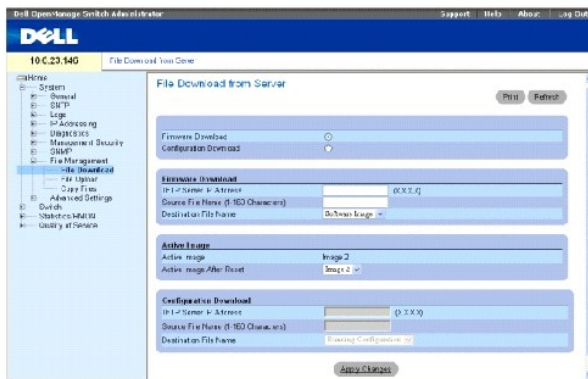 Dell OpenManage Switch Administrator
Support Help About Log Out
DELL
10.6.23.146
File Download from Server
Home
System
General
SNTP
Logs
IP Addressing
Diagnostics
Management Security
SNMP
File Management
File Download
File Upload
Copy Files
Advanced Settings
Switch
Statistics/RMON
Quality of Service
File Download from Server
Print Refresh
Firmware Download
Configuration Download
Firmware Download
TFTP Server IP Address (X.X.X.X)
Source File Name (1-160 Characters)
Destination File Name Software Image
Active Image
Active Image Image 2
Active Image After Reset Image 2
Configuration Download
TFTP Server IP Address (X.X.X.X)
Source File Name (1-160 Characters)
Destination File Name Running Configuration
Apply Changes